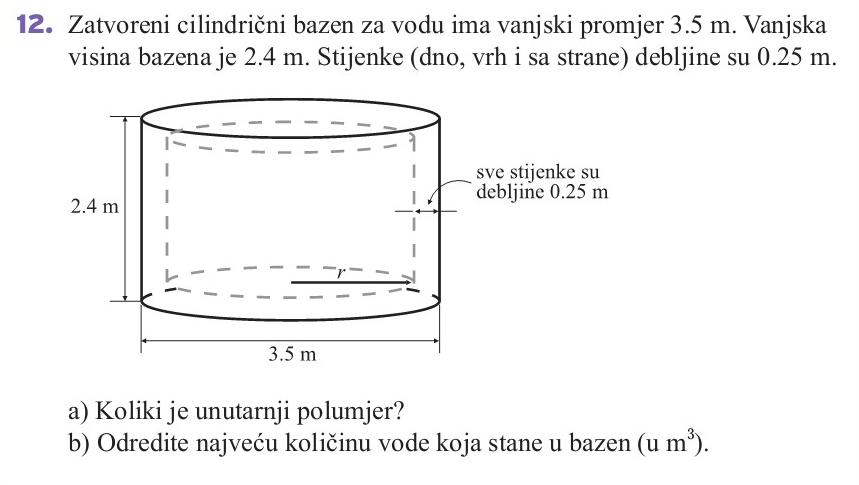 12. Zatvoreni cilindrični bazen za vodu ima vanjski promjer 3.5 m. Vanjska
visina bazena je 2.4 m. Stijenke (dno, vrh i sa strane) debljine su 0.25 m.
sve stijenke su
debljine 0.25 m
2.4 m
r
3.5 m
a) Koliki je unutarnji polumjer?
b) Odredite najveću količinu vode koja stane u bazen (u m³).